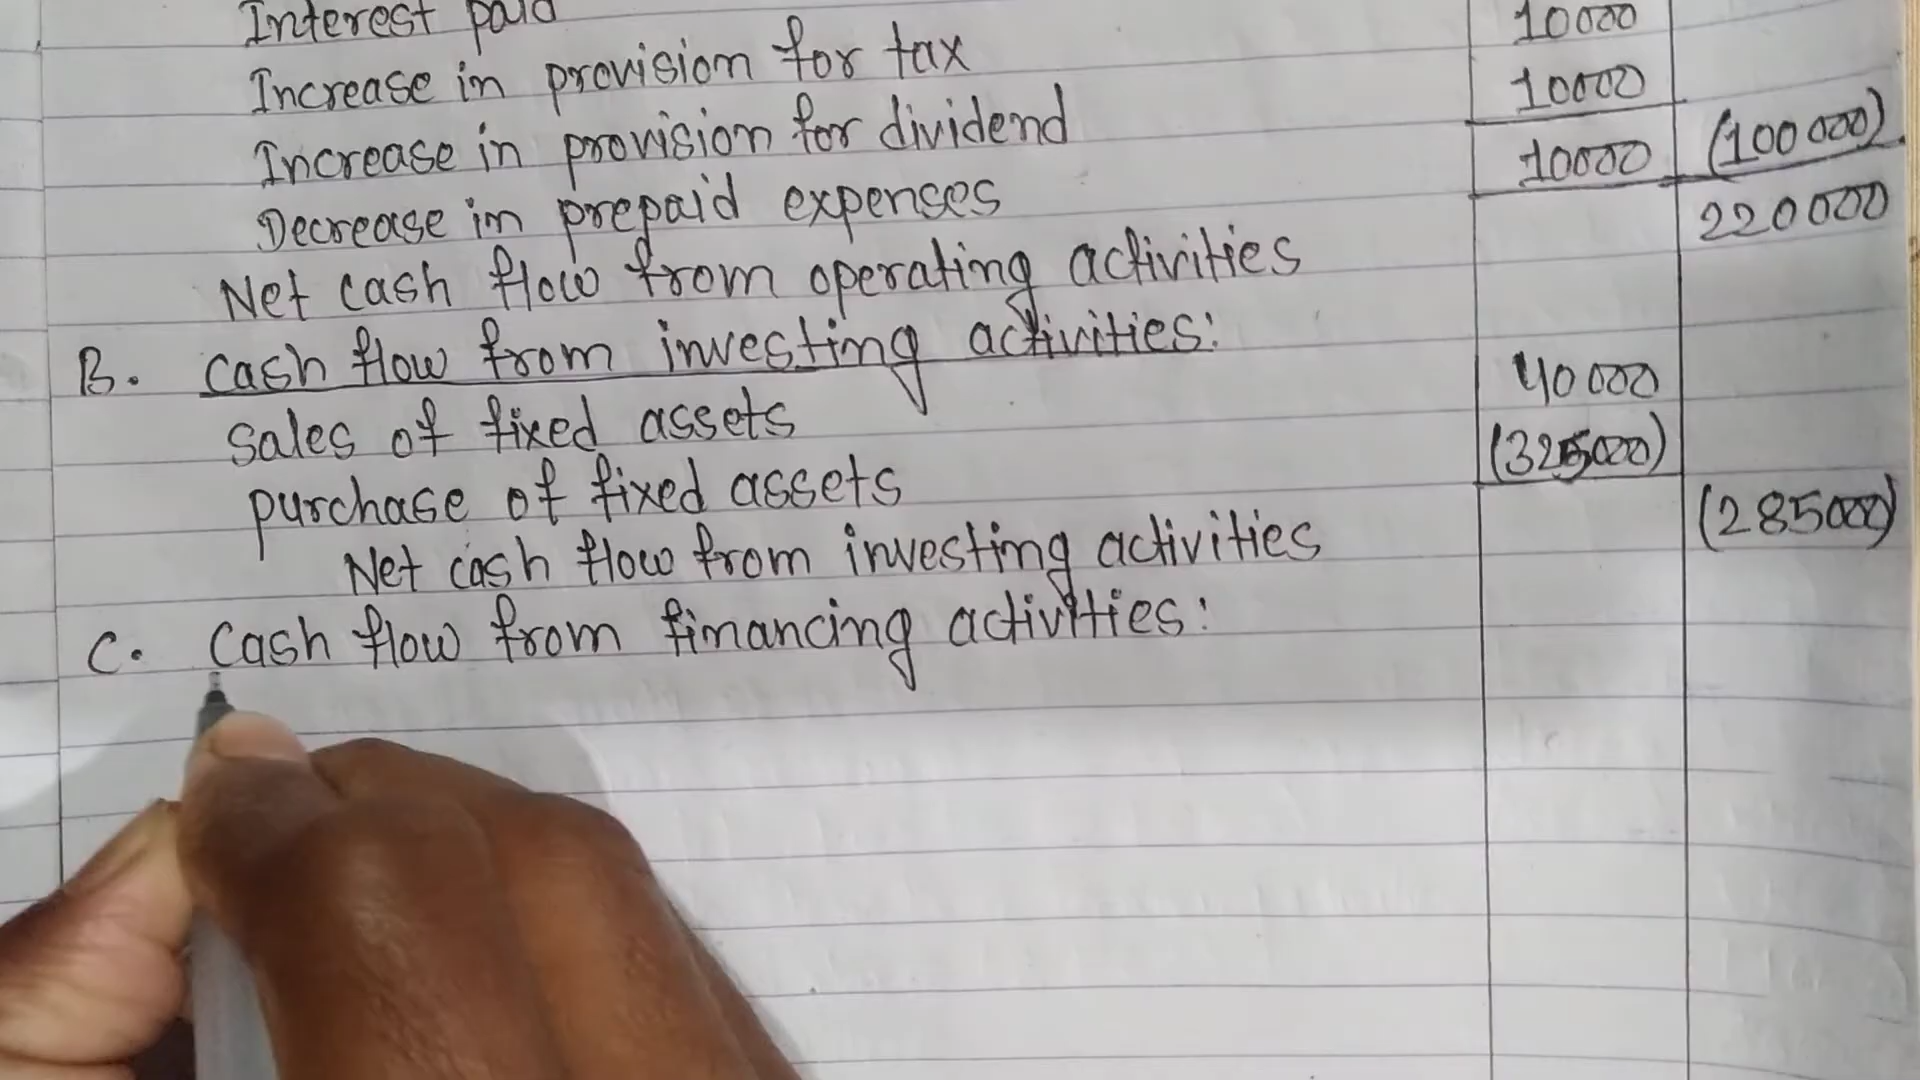 Interest paid 10000
Increase in provision for tax 10000
Increase in provision for dividend 10000 (100000)
Decrease in prepaid expenses 220000
Net cash flow from operating activities
B. cash flow from investing activities:
sales of fixed assets 40000
purchase of fixed assets (325000)
Net cash flow from investing activities (285000)
C. Cash flow from financing activities: